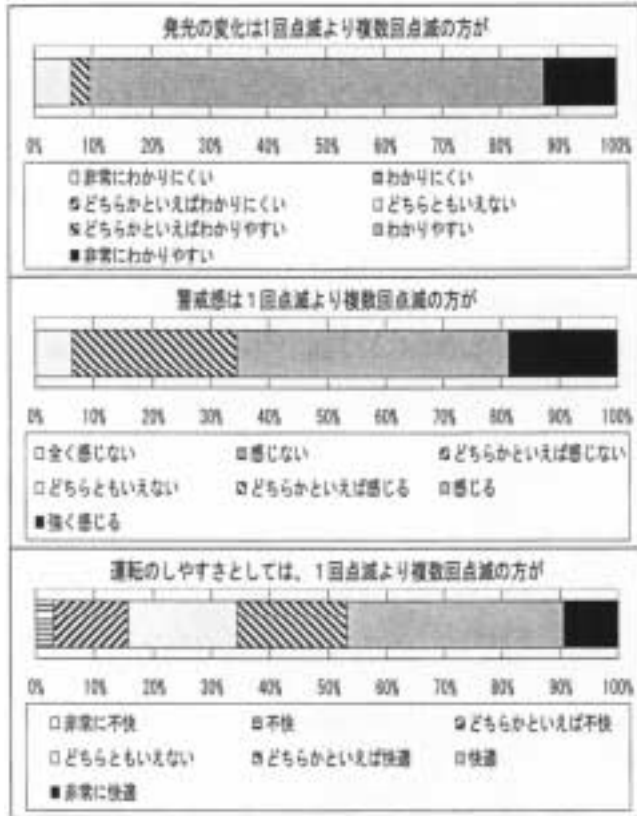 発光の変化は1回点滅より複数回点滅の方が
0% 10% 20% 30% 40% 50% 60% 70% 80% 90% 100%
非常にわかりにくい わかりにくい
どちらかといえばわかりにくい どちらともいえない
どちらかといえばわかりやすい わかりやすい
非常にわかりやすい
警戒感は1回点滅より複数回点滅の方が
0% 10% 20% 30% 40% 50% 60% 70% 80% 90% 100%
全く感じない 感じない どちらかといえば感じない
どちらともいえない どちらかといえば感じる 感じる
強く感じる
運転のしやすさとしては、1回点滅より複数回点滅の方が
0% 10% 20% 30% 40% 50% 60% 70% 80% 90% 100%
非常に不快 不快 どちらかといえば不快
どちらともいえない どちらかといえば快適 快適
非常に快適